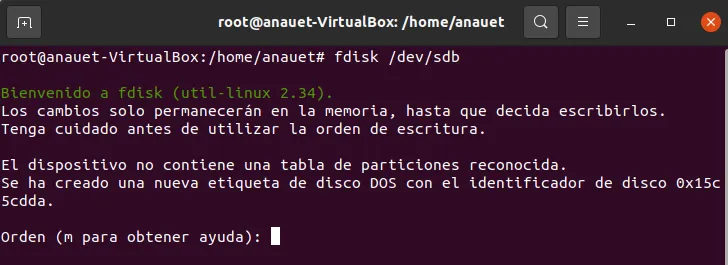 root@anauet-VirtualBox: /home/anauet
root@anauet-VirtualBox:/home/anauet# fdisk /dev/sdb
Bienvenido a fdisk (util-linux 2.34).
Los cambios solo permanecerán en la memoria, hasta que decida escribirlos.
Tenga cuidado antes de utilizar la orden de escritura.
El dispositivo no contiene una tabla de particiones reconocida.
Se ha creado una nueva etiqueta de disco DOS con el identificador de disco 0x15c
5cdda.
Orden (m para obtener ayuda):